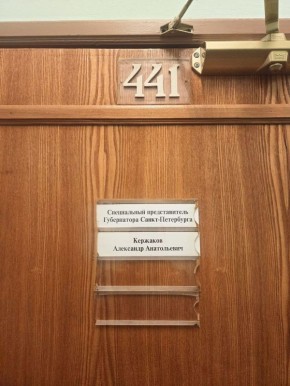 441
Специальный представитель
Губернатора Санкт-Петербурга
Кержаков
Александр Анатольевич